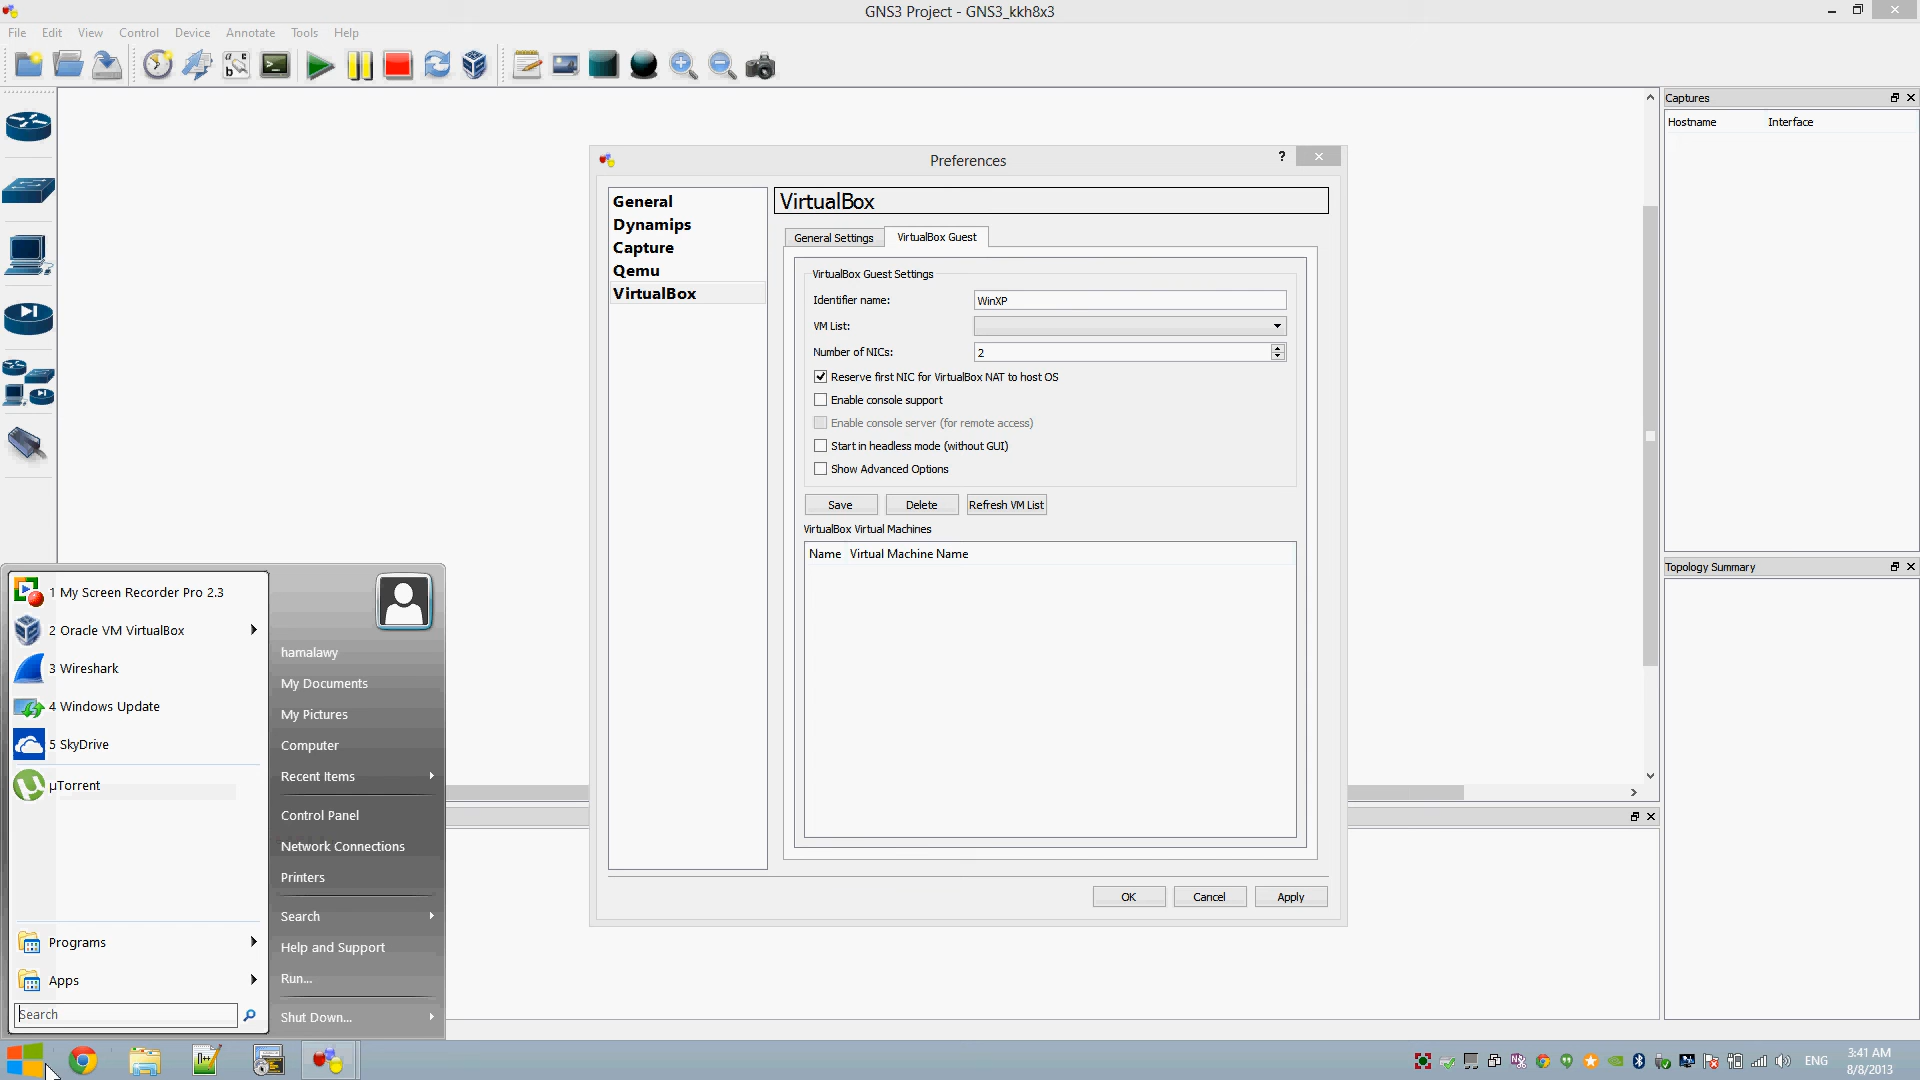 GNS3 Project - GNS3_kkh8x3
File Edit View Control Device Annotate Tools Help
Captures
Hostname Interface
Preferences
?
General
Dynamips
Capture
Qemu
VirtualBox
VirtualBox
General Settings VirtualBox Guest
VirtualBox Guest Settings
Identifier name: WinXP
VM List:
Number of NICs: 2
Reserve first NIC for VirtualBox NAT to host OS
Enable console support
Enable console server (for remote access)
Start in headless mode (without GUI)
Show Advanced Options
Save Delete Refresh VM List
VirtualBox Virtual Machines
Name Virtual Machine Name
OK Cancel Apply
Topology Summary
1 My Screen Recorder Pro 2.3
2 Oracle VM VirtualBox
3 Wireshark
4 Windows Update
5 SkyDrive
µTorrent
Programs
Apps
Search
hamalawy
My Documents
My Pictures
Computer
Recent Items
Control Panel
Network Connections
Printers
Search
Help and Support
Run...
Shut Down...
ENG
3:41 AM
8/8/2013